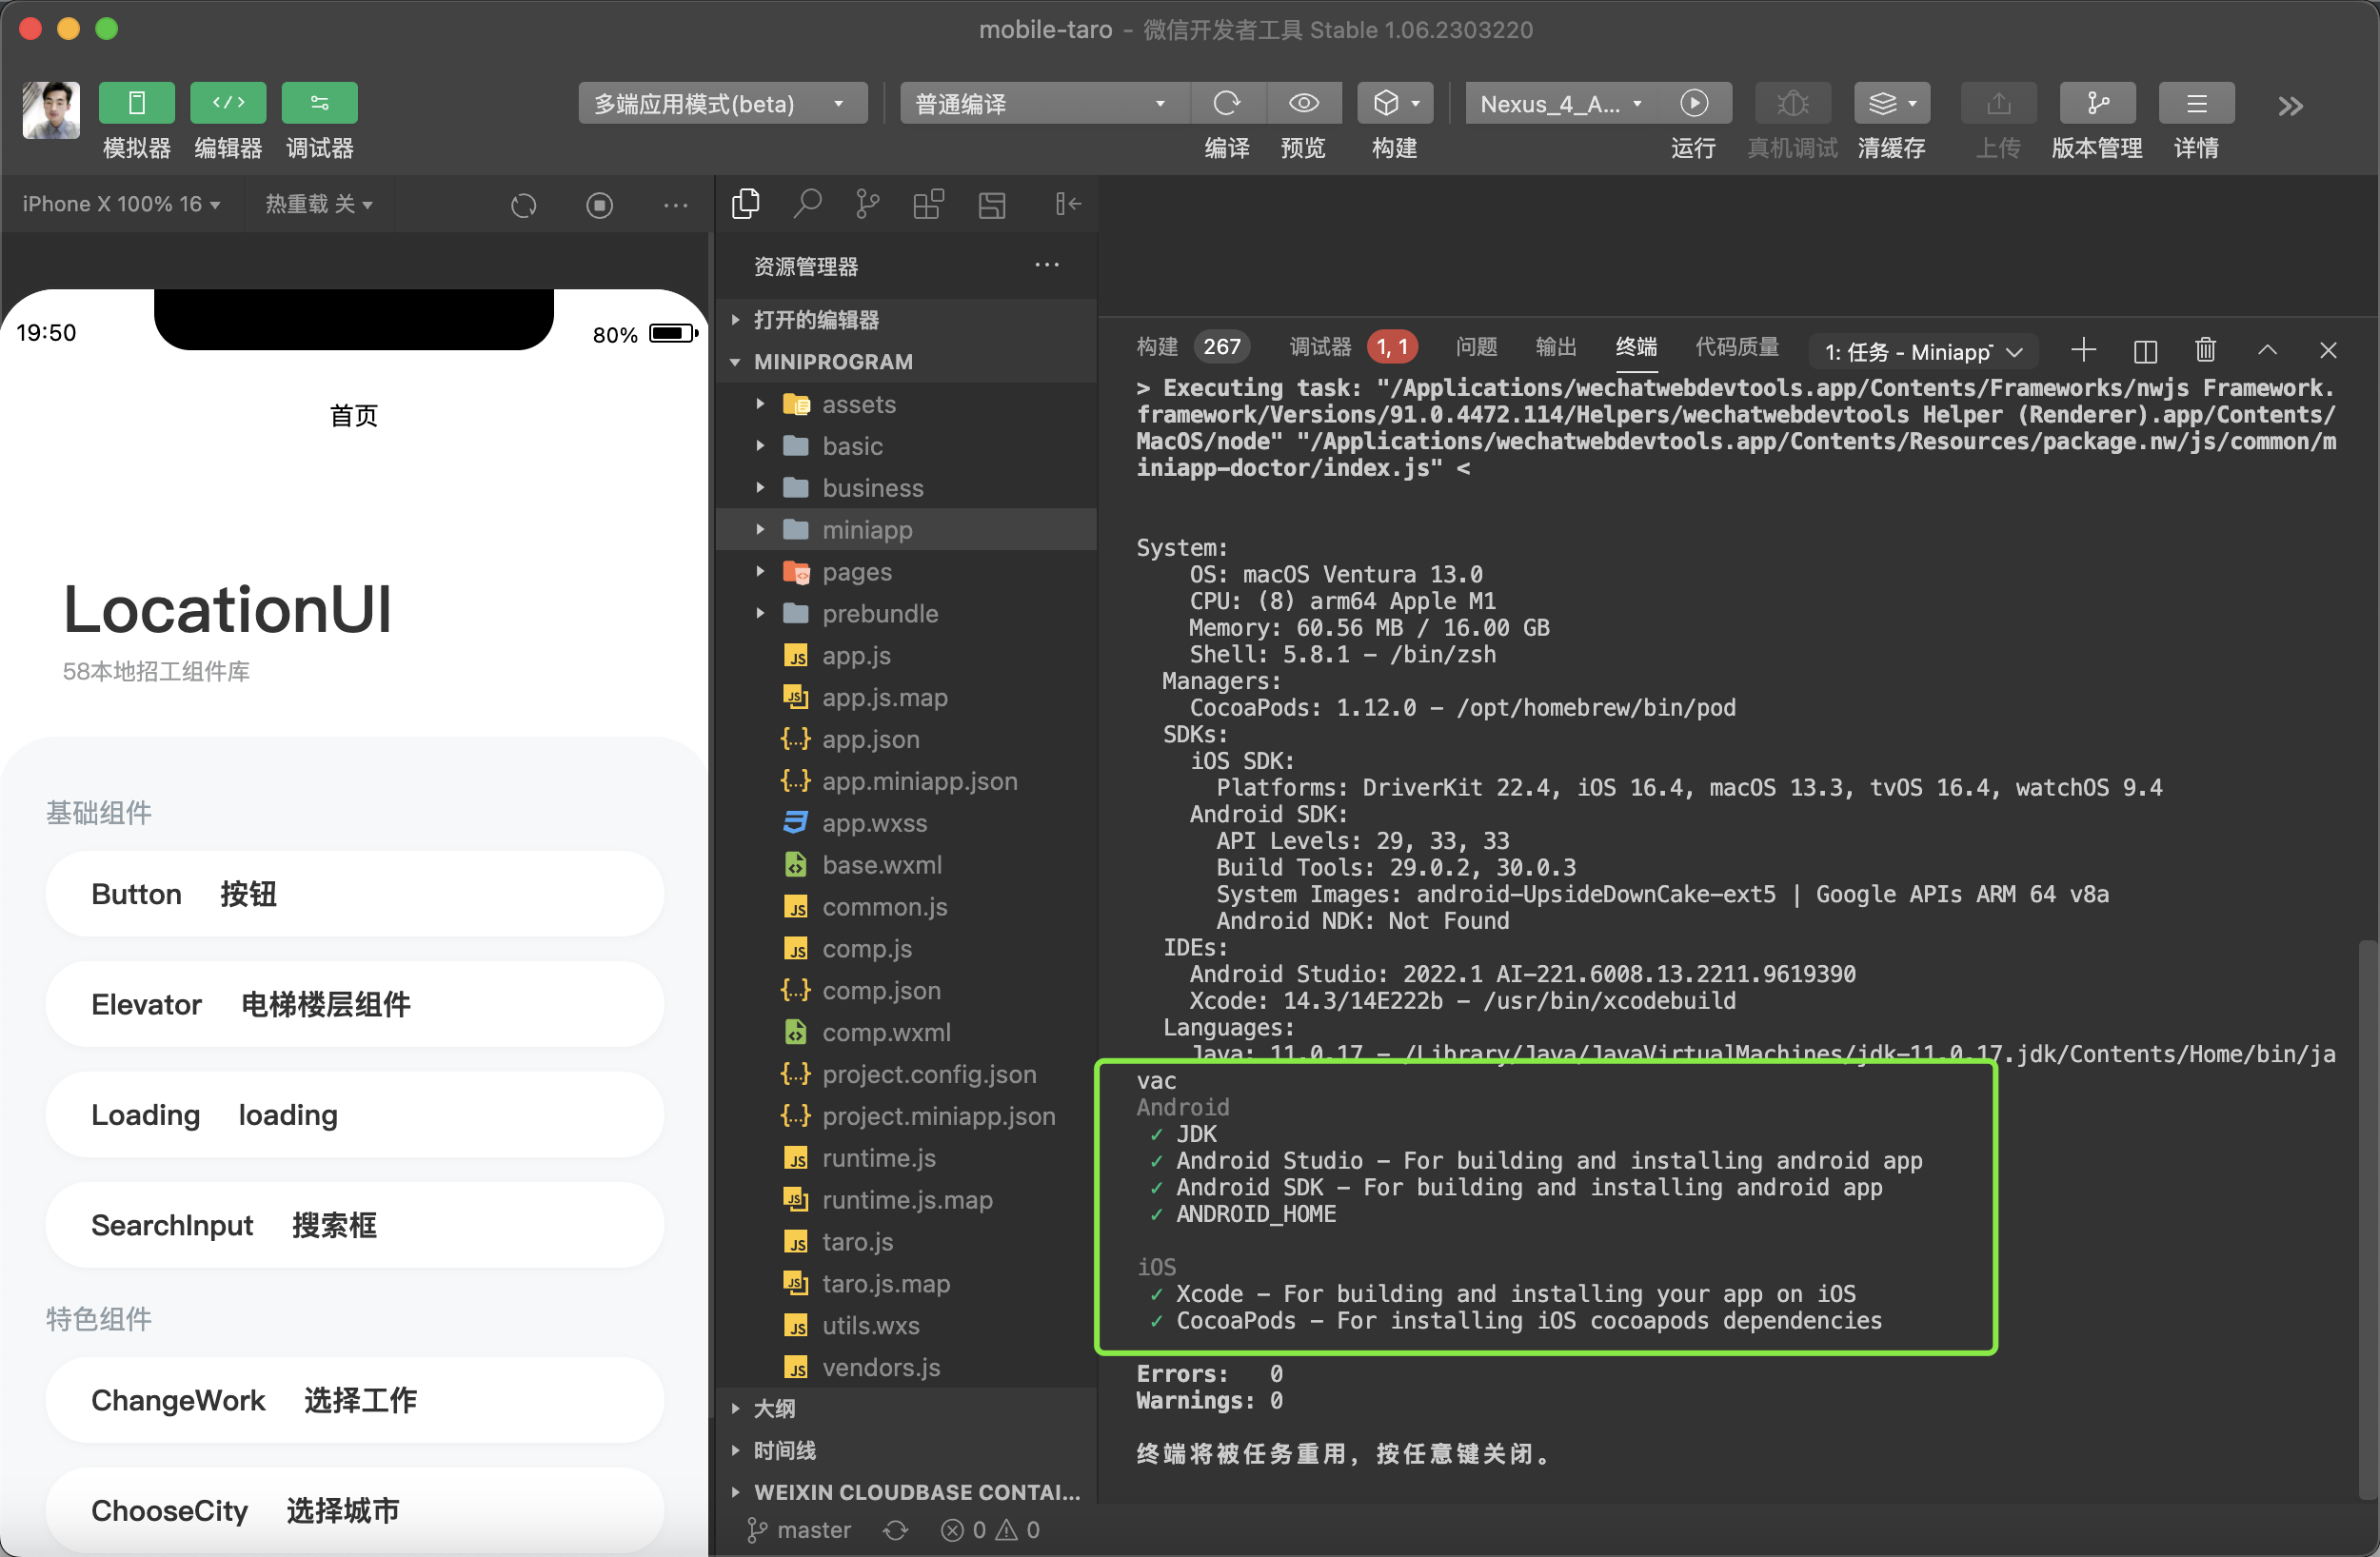 mobile-taro - 微信开发者工具 Stable 1.06.2303220
多端应用模式(beta)
普通编译
Nexus_4_A...
模拟器
编辑器
调试器
编译
预览
构建
运行
真机调试
清缓存
上传
版本管理
详情
iPhone X 100% 16
热重载 关
19:50
80%
首页
LocationUI
58本地招工组件库
基础组件
Button 按钮
Elevator 电梯楼层组件
Loading loading
SearchInput 搜索框
特色组件
ChangeWork 选择工作
ChooseCity 选择城市
资源管理器
打开的编辑器
MINIPROGRAM
assets
basic
business
miniapp
pages
prebundle
app.js
app.js.map
app.json
app.miniapp.json
app.wxss
base.wxml
common.js
comp.js
comp.json
comp.wxml
project.config.json
project.miniapp.json
runtime.js
runtime.js.map
taro.js
taro.js.map
utils.wxs
vendors.js
大纲
时间线
WEIXIN CLOUDBASE CONTAI...
master
0
0
构建 267 调试器 1, 1 问题 输出 终端 代码质量 1: 任务 - Miniapp
> Executing task: "/Applications/wechatwebdevtools.app/Contents/Frameworks/nwjs Framework.
framework/Versions/91.0.4472.114/Helpers/wechatwebdevtools Helper (Renderer).app/Contents/
MacOS/node" "/Applications/wechatwebdevtools.app/Contents/Resources/package.nw/js/common/m
iniapp-doctor/index.js" <
System:
OS: macOS Ventura 13.0
CPU: (8) arm64 Apple M1
Memory: 60.56 MB / 16.00 GB
Shell: 5.8.1 - /bin/zsh
Managers:
CocoaPods: 1.12.0 - /opt/homebrew/bin/pod
SDKs:
iOS SDK:
Platforms: DriverKit 22.4, iOS 16.4, macOS 13.3, tvOS 16.4, watchOS 9.4
Android SDK:
API Levels: 29, 33, 33
Build Tools: 29.0.2, 30.0.3
System Images: android-UpsideDownCake-ext5 | Google APIs ARM 64 v8a
Android NDK: Not Found
IDEs:
Android Studio: 2022.1 AI-221.6008.13.2211.9619390
Xcode: 14.3/14E222b - /usr/bin/xcodebuild
Languages:
Java: 11.0.17 - /Library/Java/JavaVirtualMachines/jdk-11.0.17.jdk/Contents/Home/bin/ja
vac
Android
✓ JDK
✓ Android Studio - For building and installing android app
✓ Android SDK - For building and installing android app
✓ ANDROID_HOME
iOS
✓ Xcode - For building and installing your app on iOS
✓ CocoaPods - For installing iOS cocoapods dependencies
Errors: 0
Warnings: 0
终端将被任务重用，按任意键关闭。